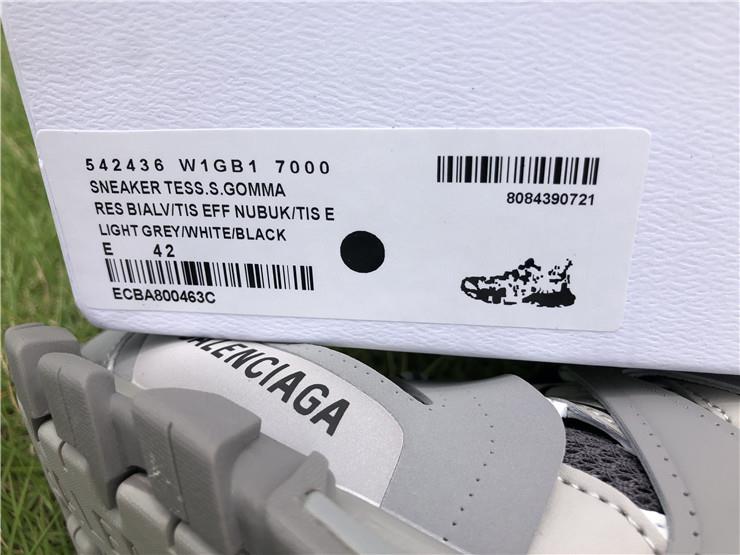 542436 W1GB1 7000
SNEAKER TESS.S.GOMMA
RES BIALV/TIS EFF NUBUK/TIS E
LIGHT GREY/WHITE/BLACK
E 42
ECBA800463C
8084390721
BALENCIAGA